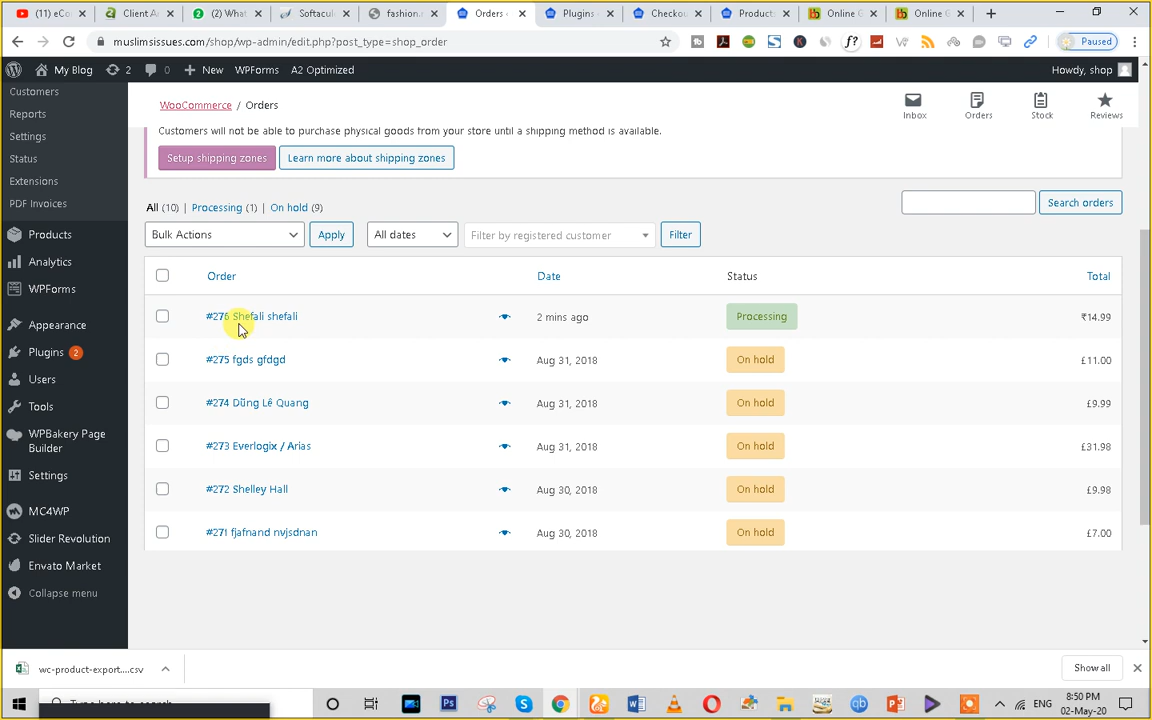 (11) eCo
Client A
(2) What
Softacul
fashion.r
Orders
Plugins
Checkou
Products
Online G
Online G
muslimsissues.com/shop/wp-admin/edit.php?post_type=shop_order
Paused
My Blog
2
New
WPForms
A2 Optimized
Howdy, shop
Customers
Reports
Settings
Status
Extensions
PDF Invoices
Products
Analytics
WPForms
Appearance
Plugins 2
Users
Tools
WPBakery Page
Builder
Settings
MC4WP
Slider Revolution
Envato Market
Collapse menu
WooCommerce / Orders
Inbox
Orders
Stock
Reviews
Customers will not be able to purchase physical goods from your store until a shipping method is available.
Setup shipping zones
Learn more about shipping zones
All (10) | Processing (1) | On hold (9)
Search orders
Bulk Actions
Apply
All dates
Filter by registered customer
Filter
Order Date Status Total
#276 Shefali shefali 2 mins ago Processing ₹14.99
#275 fgds gfdgd Aug 31, 2018 On hold £11.00
#274 Dũng Lê Quang Aug 31, 2018 On hold £9.99
#273 Everlogix / Arias Aug 31, 2018 On hold £31.98
#272 Shelley Hall Aug 30, 2018 On hold £9.98
#271 fjafnand nvjsdnan Aug 30, 2018 On hold £7.00
wc-product-export....csv
Show all
ENG
8:50 PM
02-May-20